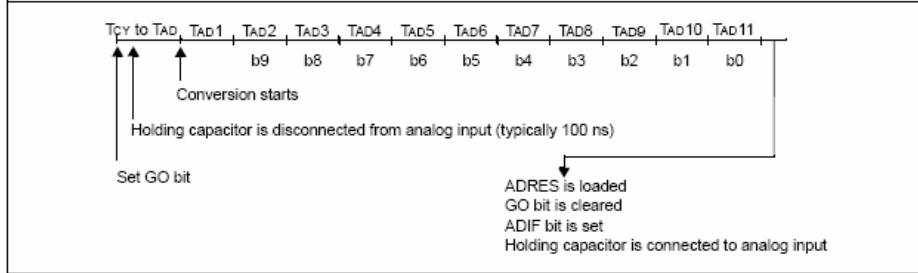 TCY to TAD TAD1 TAD2 TAD3 TAD4 TAD5 TAD6 TAD7 TAD8 TAD9 TAD10 TAD11
b9 b8 b7 b6 b5 b4 b3 b2 b1 b0
Conversion starts
Holding capacitor is disconnected from analog input (typically 100 ns)
Set GO bit
ADRES is loaded
GO bit is cleared
ADIF bit is set
Holding capacitor is connected to analog input